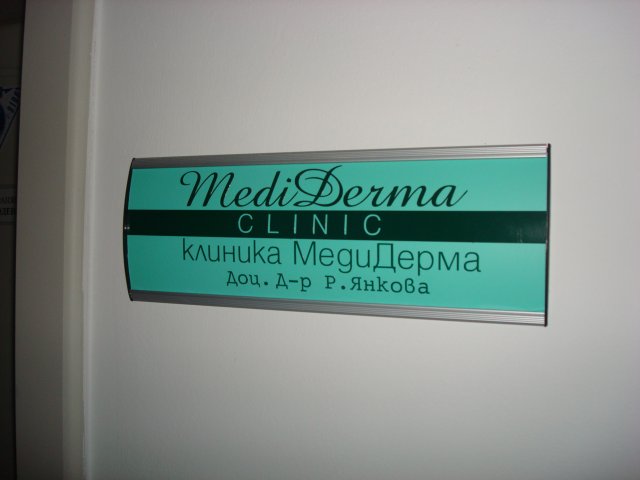 MediDerma
CLINIC
клиника МедиДерма
Доц. Д-р Р.Янкова